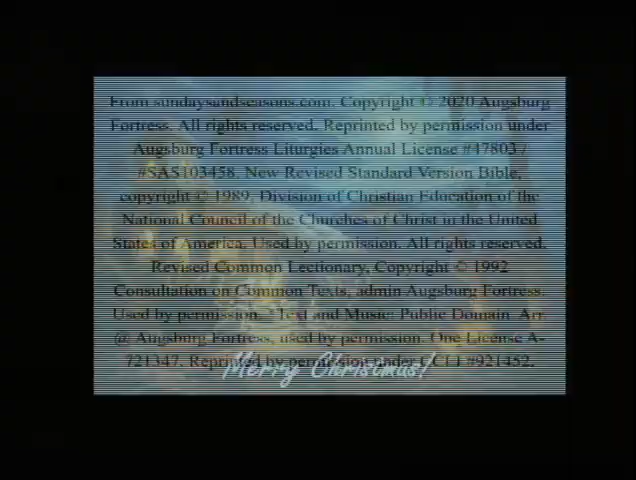 From sundaysandseasons.com. Copyright © 2020 Augsburg
Fortress. All rights reserved. Reprinted by permission under
Augsburg Fortress Liturgies Annual License #47803 /
#SAS103458. New Revised Standard Version Bible,
copyright © 1989, Division of Christian Education of the
National Council of the Churches of Christ in the United
States of America. Used by permission. All rights reserved.
Revised Common Lectionary, Copyright © 1992
Consultation on Common Texts, admin Augsburg Fortress.
Used by permission. Text and Music: Public Domain Arr.
@ Augsburg Fortress, used by permission. One License A-
721347. Reprinted by permission under CCLI #921452.
Merry Christmas!